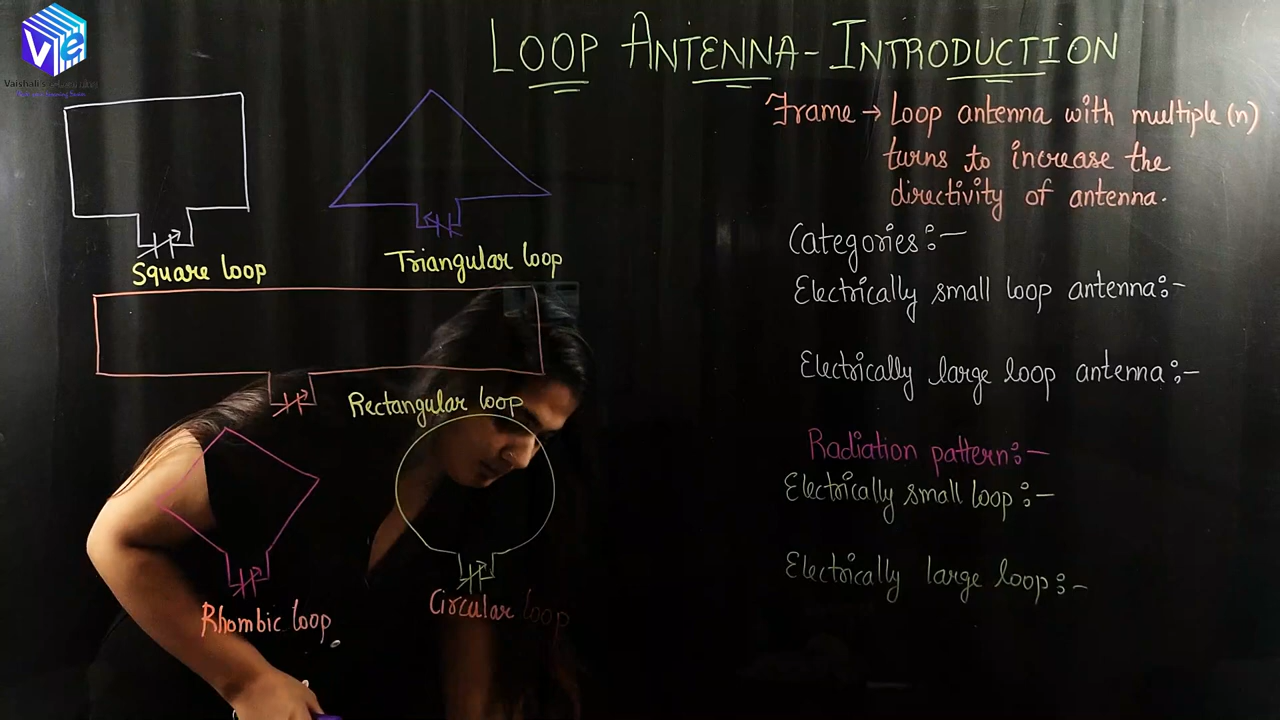 Vaishali's e-Learning
LOOP ANTENNA - INTRODUCTION
Square loop
Triangular loop
Rectangular loop
Rhombic loop
Circular loop
Frame → Loop antenna with multiple (n)
turns to increase the
directivity of antenna.
Categories:-
Electrically small loop antenna:-
Electrically large loop antenna:-
Radiation pattern:-
Electrically small loop:-
Electrically large loop:-